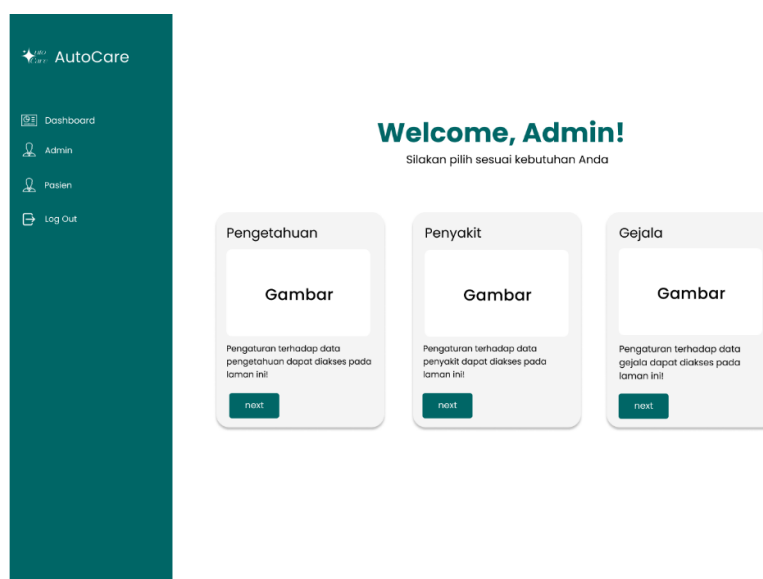 AutoCare
Dashboard
Admin
Pasien
Log Out
Welcome, Admin!
Silakan pilih sesuai kebutuhan Anda
Pengetahuan
Gambar
Pengaturan terhadap data
pengetahuan dapat diakses pada
laman ini!
next
Penyakit
Gambar
Pengaturan terhadap data
penyakit dapat diakses pada
laman ini!
next
Gejala
Gambar
Pengaturan terhadap data
gejala dapat diakses pada
laman ini!
next